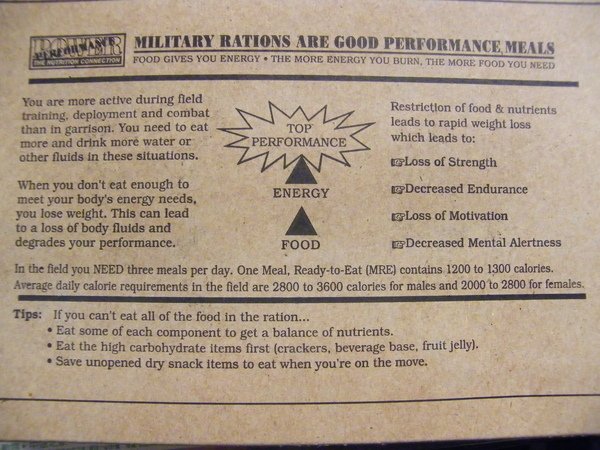 POWER
PERFORMANCE
THE NUTRITION CONNECTION
MILITARY RATIONS ARE GOOD PERFORMANCE MEALS
FOOD GIVES YOU ENERGY • THE MORE ENERGY YOU BURN, THE MORE FOOD YOU NEED
You are more active during field
training, deployment and combat
than in garrison. You need to eat
more and drink more water or
other fluids in these situations.
When you don't eat enough to
meet your body's energy needs,
you lose weight. This can lead
to a loss of body fluids and
degrades your performance.
TOP
PERFORMANCE
ENERGY
FOOD
Restriction of food & nutrients
leads to rapid weight loss
which leads to:
☞Loss of Strength
☞Decreased Endurance
☞Loss of Motivation
☞Decreased Mental Alertness
In the field you NEED three meals per day. One Meal, Ready-to-Eat (MRE) contains 1200 to 1300 calories.
Average daily calorie requirements in the field are 2800 to 3600 calories for males and 2000 to 2800 for females.
Tips: If you can't eat all of the food in the ration...
• Eat some of each component to get a balance of nutrients.
• Eat the high carbohydrate items first (crackers, beverage base, fruit jelly).
• Save unopened dry snack items to eat when you're on the move.